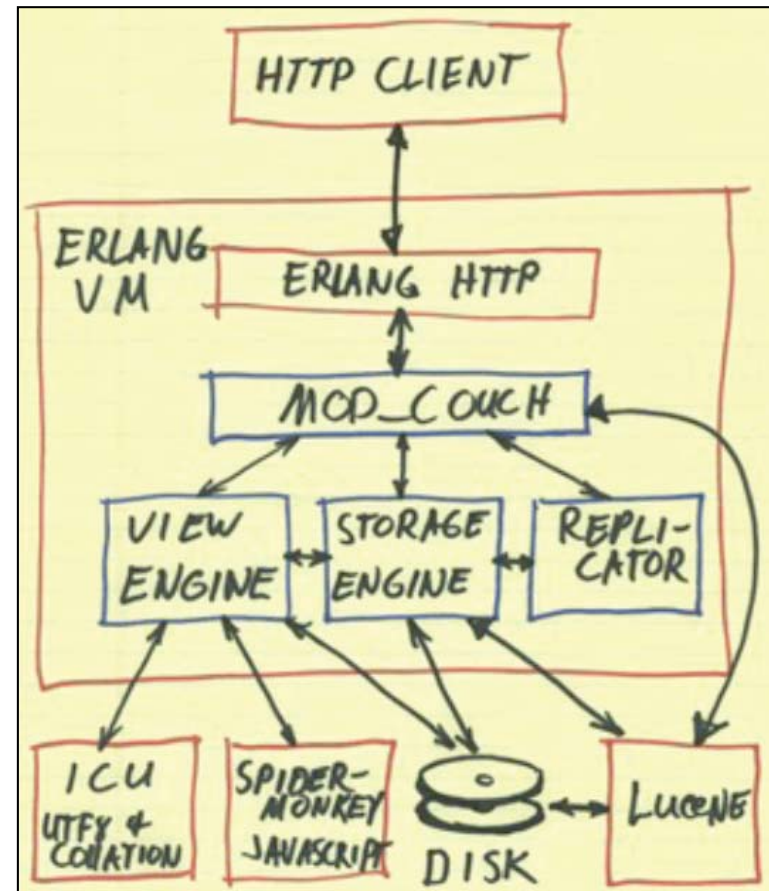 HTTP CLIENT
ERLANG
VM
ERLANG HTTP
MOD_COUCH
VIEW
ENGINE
STORAGE
ENGINE
REPLI-
CATOR
ICU
UTF8 &
COLLATION
SPIDER-
MONKEY
JAVASCRIPT
DISK
LUCENE